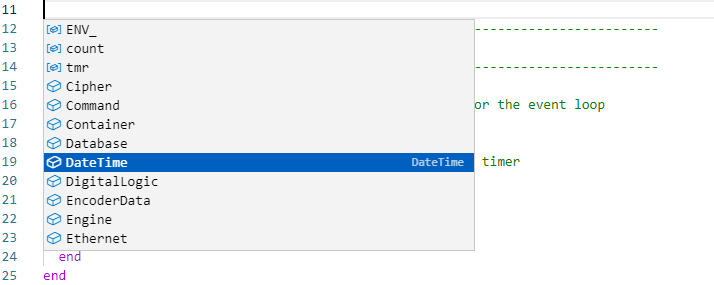 11
12 ENV_ -----------------------
13 count
14 tmr -----------------------
15 Cipher
16 Command or the event loop
17 Container
18 Database
19 DateTime DateTime timer
20 DigitalLogic
21 EncoderData
22 Engine
23 Ethernet
24 end
25 end